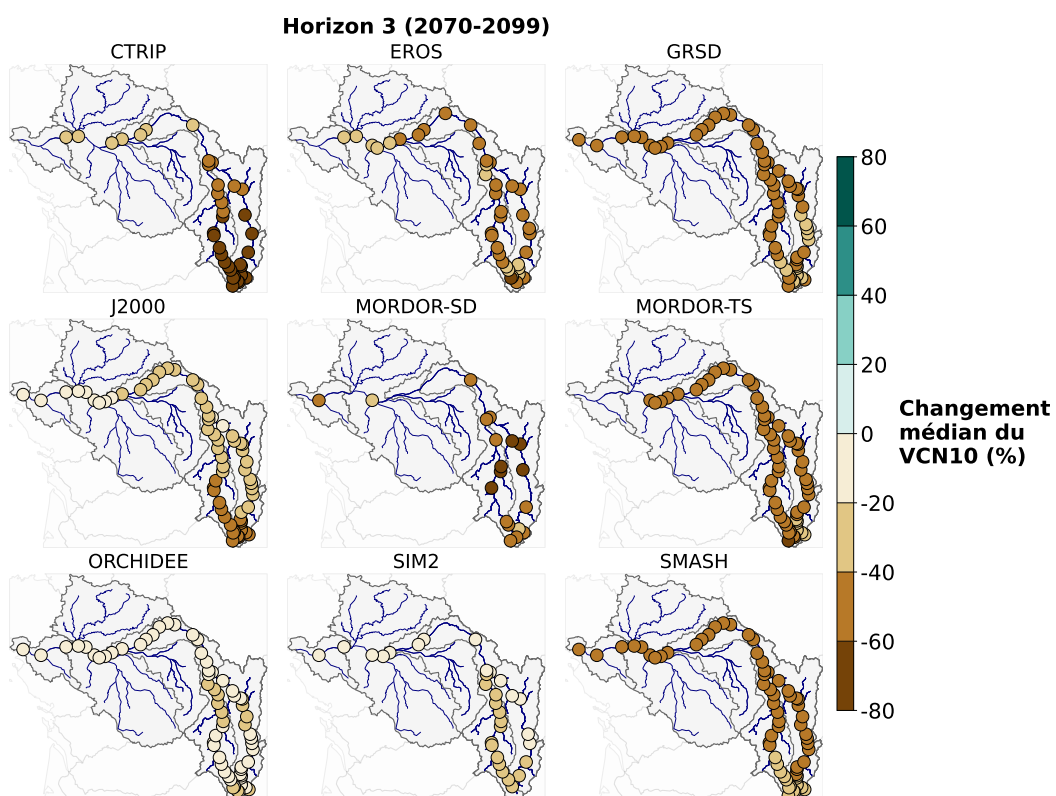 Horizon 3 (2070-2099)
CTRIP
EROS
GRSD
J2000
MORDOR-SD
MORDOR-TS
ORCHIDEE
SIM2
SMASH
80
60
40
20
0
-20
-40
-60
-80
Changement
médian du
VCN10 (%)